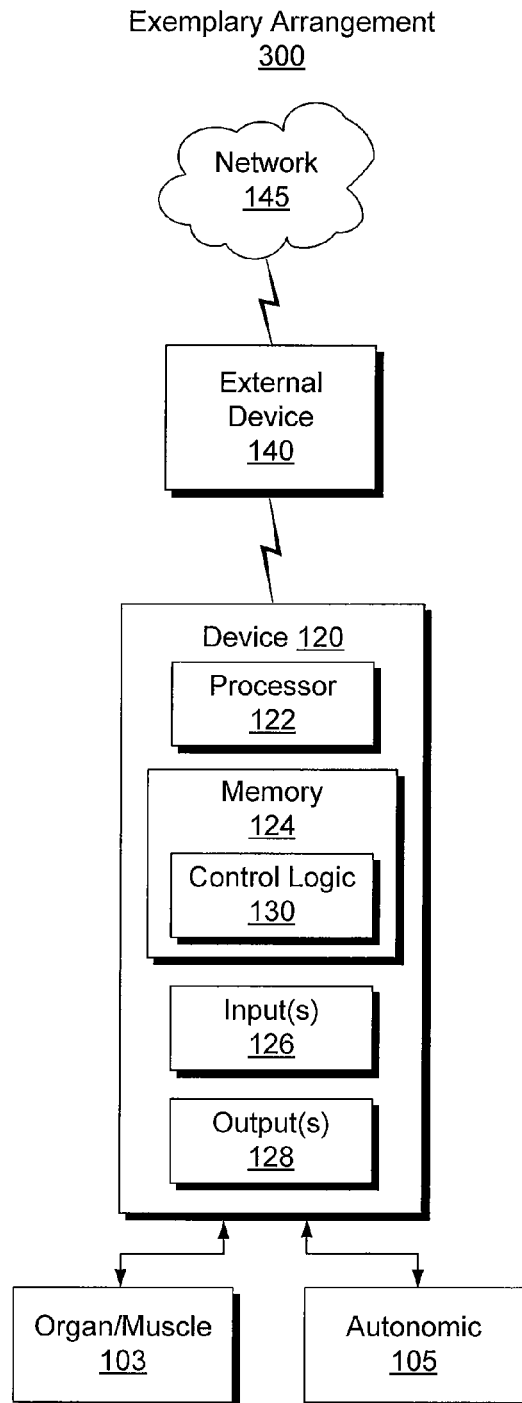 Exemplary Arrangement
300
Network
145
External
Device
140
Device 120
Processor
122
Memory
124
Control Logic
130
Input(s)
126
Output(s)
128
Organ/Muscle
103
Autonomic
105